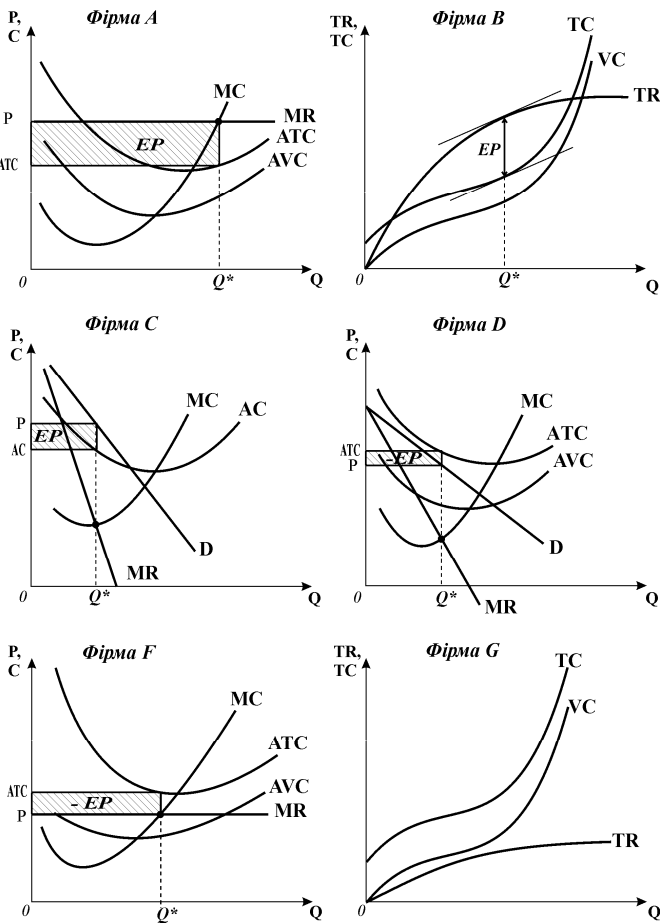 Фірма A
P,
C
MC
P
MR
EP
ATC
ATC
AVC
0
Q*
Q
Фірма B
TR,
TC
TC
VC
TR
EP
0
Q*
Q
Фірма C
P,
C
MC
AC
P
EP
AC
D
MR
0
Q*
Q
Фірма D
P,
C
MC
ATC
ATC
-EP
AVC
P
D
0
Q*
MR
Q
Фірма F
P,
C
MC
ATC
ATC
AVC
- EP
P
MR
0
Q*
Q
Фірма G
TR,
TC
TC
VC
TR
0
Q